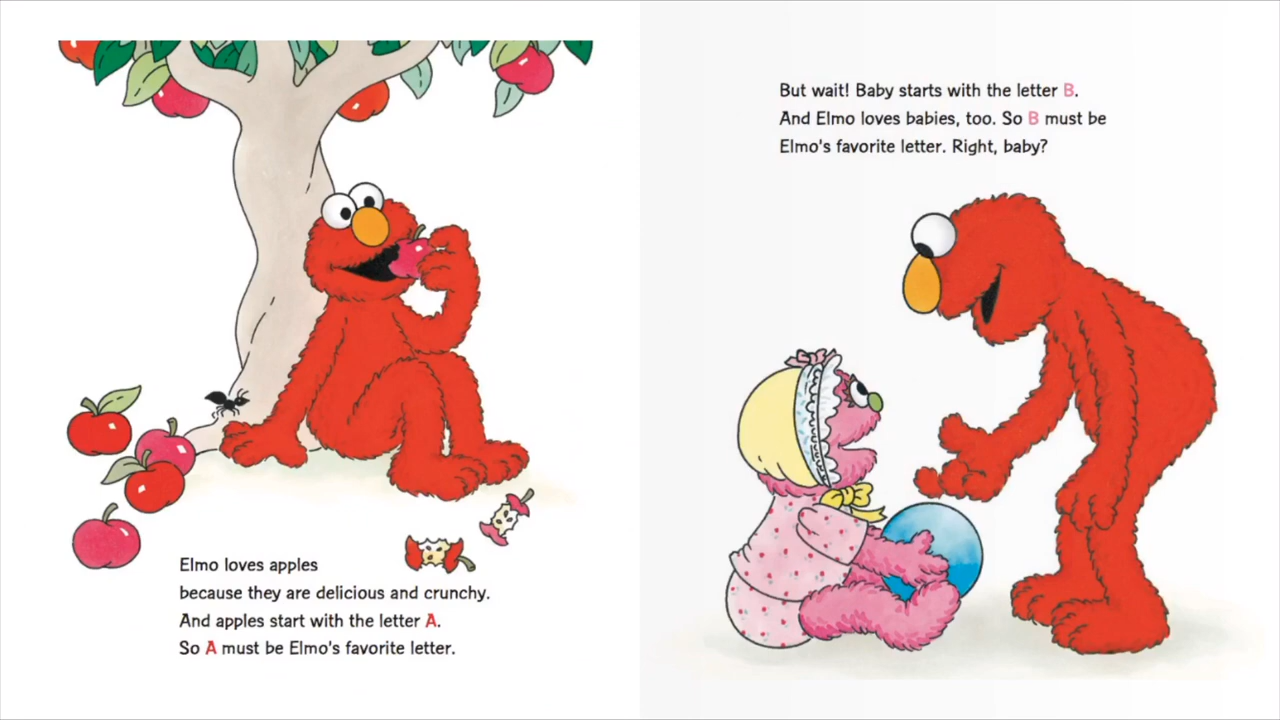 Elmo loves apples
because they are delicious and crunchy.
And apples start with the letter A.
So A must be Elmo's favorite letter.
But wait! Baby starts with the letter B.
And Elmo loves babies, too. So B must be
Elmo's favorite letter. Right, baby?